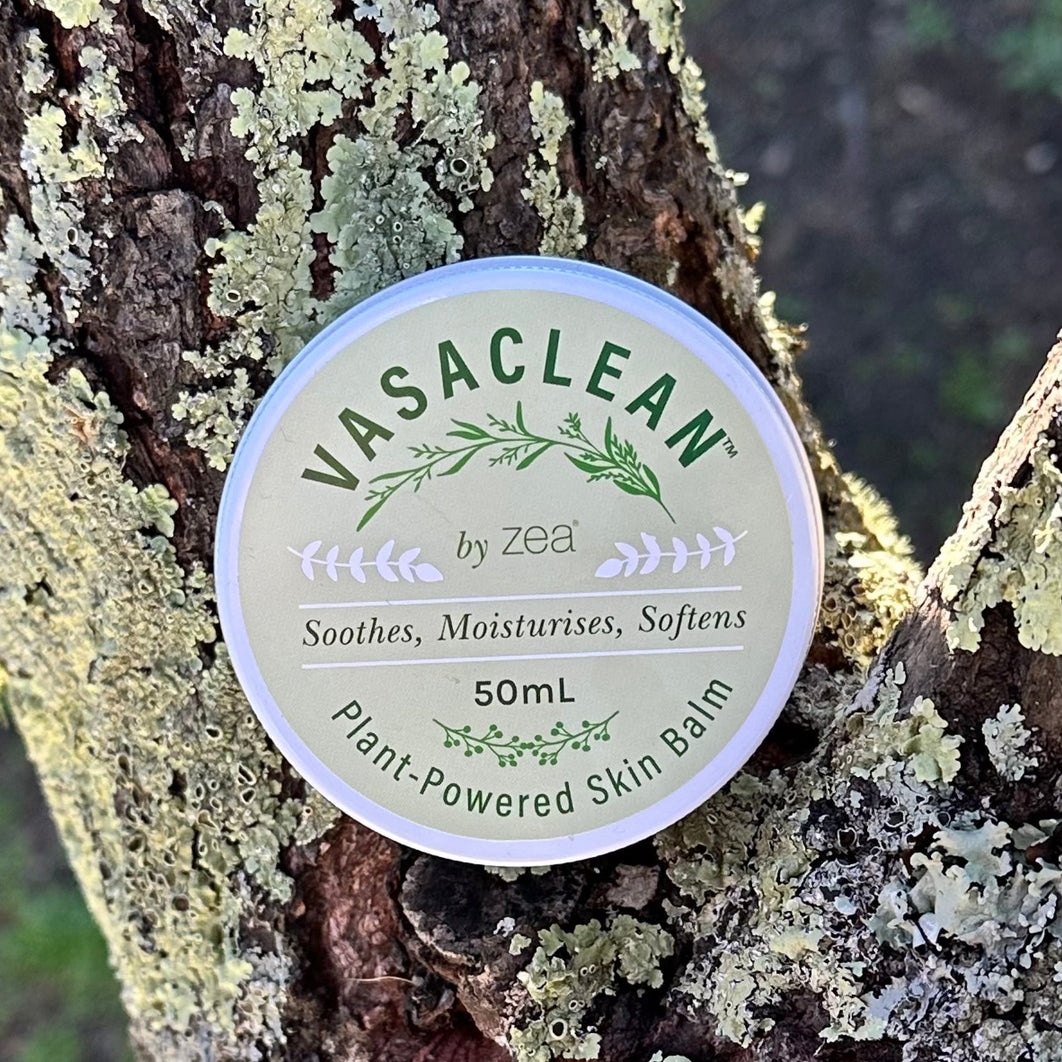 VASACLEAN™
by zea®
Soothes, Moisturises, Softens
50mL
Plant-Powered Skin Balm